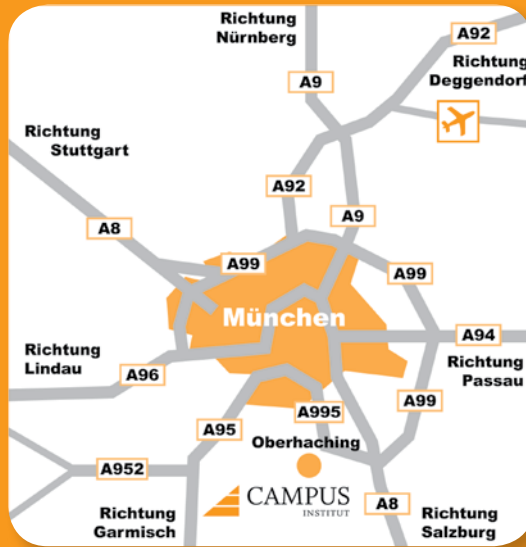 Richtung
Nürnberg
A92
Richtung
Deggendorf
A9
Richtung
Stuttgart
A92
A9
A8
A99
A99
München
A94
Richtung
Lindau
Richtung
Passau
A96
A99
A995
A95
Oberhaching
A952
CAMPUS
INSTITUT
A8
Richtung
Garmisch
Richtung
Salzburg